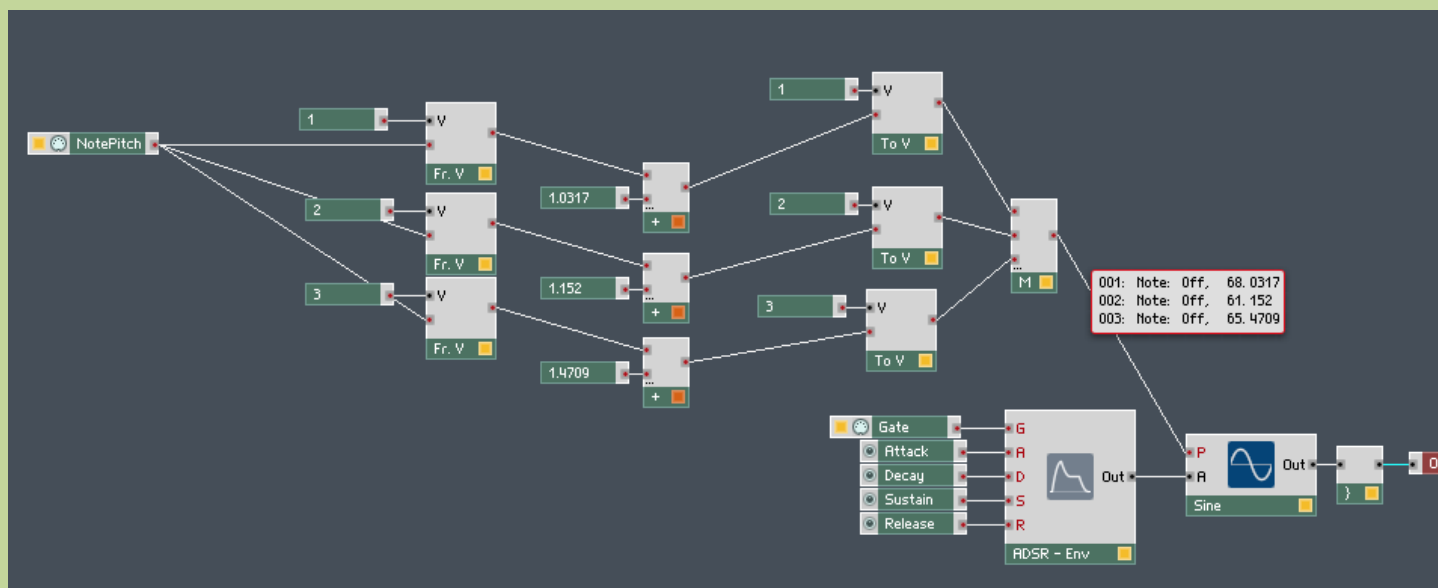 NotePitch
1
V
Fr. V
2
V
Fr. V
3
V
Fr. V
1.0317
...
+
1.152
...
+
1.4709
...
+
1
V
To V
2
V
To V
3
V
To V
...
M
001: Note: Off, 68.0317
002: Note: Off, 61.152
003: Note: Off, 65.4709
Gate
Attack
Decay
Sustain
Release
G
A
D
S
R
Out
ADSR - Env
P
A
Out
Sine
}